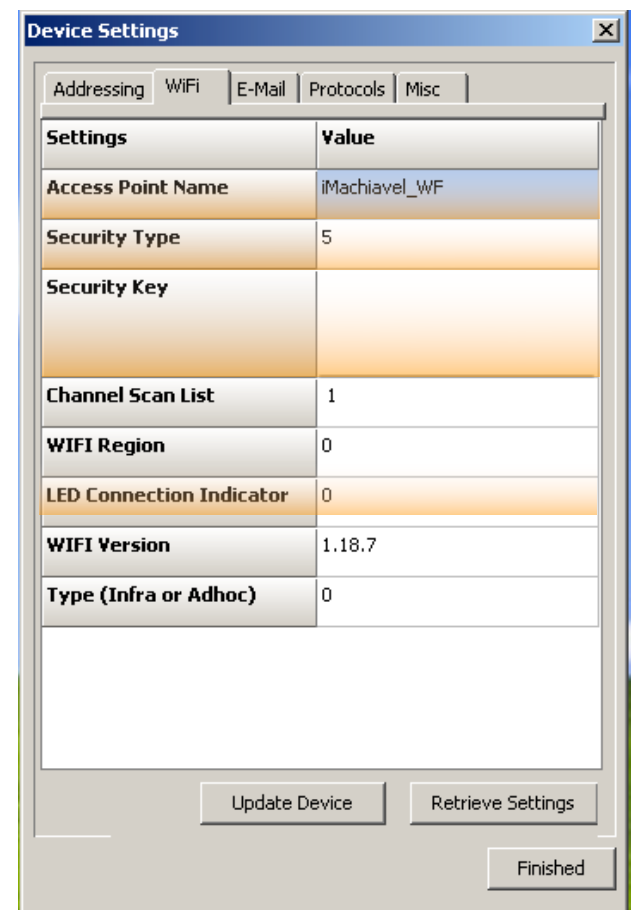 Device Settings
Addressing WiFi E-Mail Protocols Misc
Settings Value
Access Point Name iMachiavel_WF
Security Type 5
Security Key
Channel Scan List 1
WIFI Region 0
LED Connection Indicator 0
WIFI Version 1.18.7
Type (Infra or Adhoc) 0
Update Device Retrieve Settings
Finished